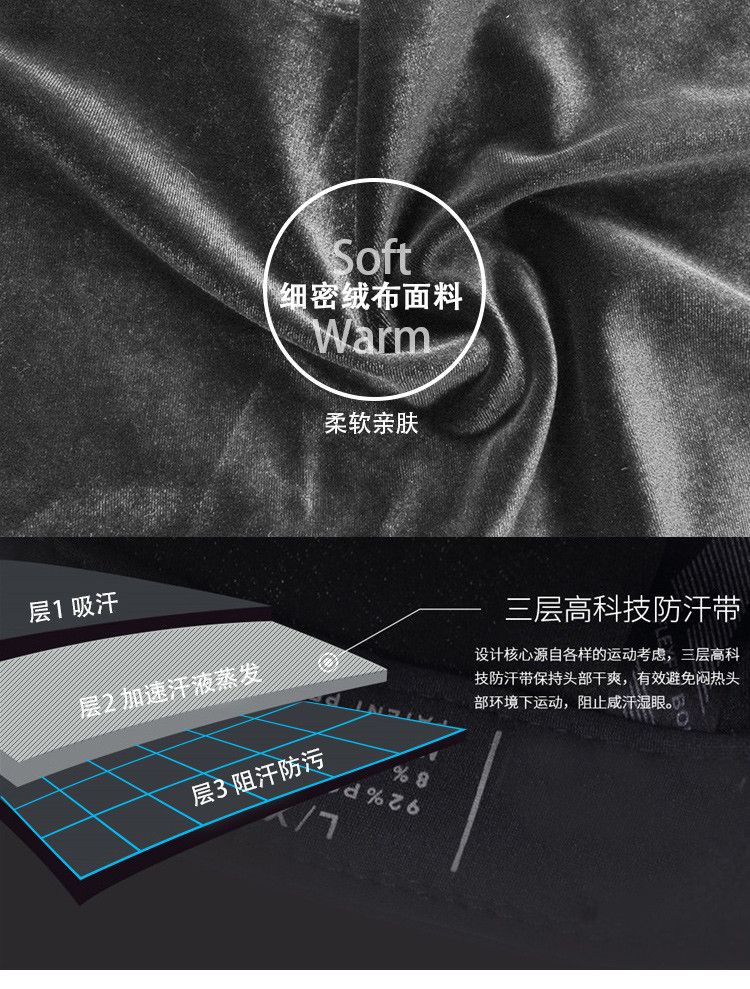 Soft
细密绒布面料
Warm
柔软亲肤
层1 吸汗
三层高科技防汗带
设计核心源自各样的运动考虑，三层高科
技防汗带保持头部干爽，有效避免闷热头
部环境下运动，阻止咸汗湿眼。
层2 加速汗液蒸发
层3 阻汗防污
8%
92%
L/X